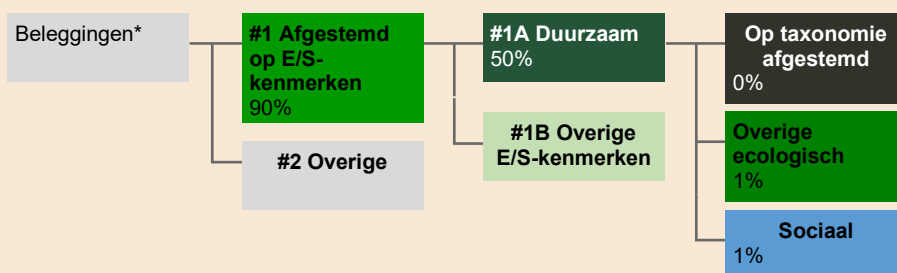 Beleggingen*
#1 Afgestemd
op E/S-
kenmerken
90%
#2 Overige
#1A Duurzaam
50%
#1B Overige
E/S-kenmerken
Op taxonomie
afgestemd
0%
Overige
ecologisch
1%
Sociaal
1%